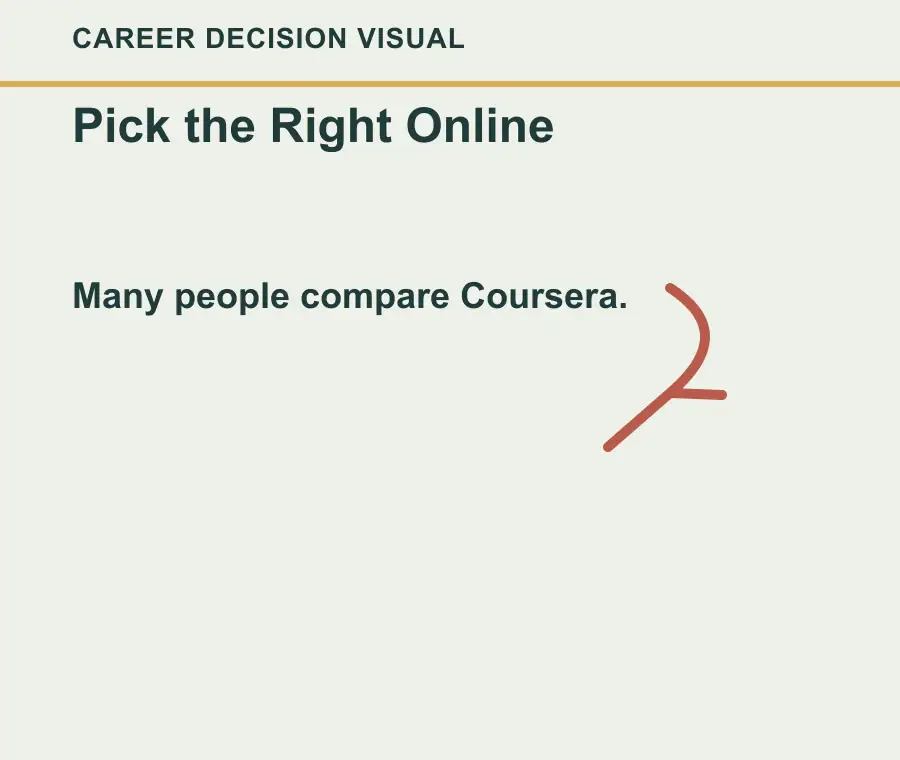 CAREER DECISION VISUAL
Pick the Right Online
Many people compare Coursera.